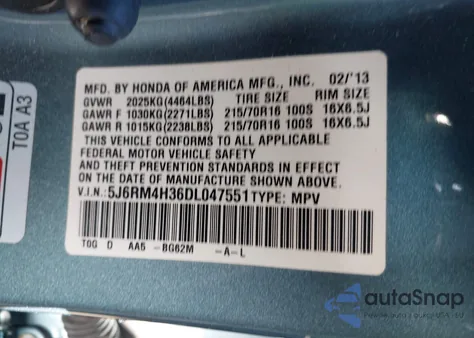 MFD. BY HONDA OF AMERICA MFG., INC. 02/'13
GVWR 2025KG(4464LBS) TIRE SIZE RIM SIZE
GAWR F 1030KG(2271LBS) 215/70R16 100S 16X6.5J
GAWR R 1015KG(2238LBS) 215/70R16 100S 16X6.5J
THIS VEHICLE CONFORMS TO ALL APPLICABLE
FEDERAL MOTOR VEHICLE SAFETY
AND THEFT PREVENTION STANDARDS IN EFFECT
ON THE DATE OF MANUFACTURE SHOWN ABOVE.
V.I.N.: 5J6RM4H36DL047551 TYPE: MPV
T0G D AA5 -BG62M -A-L
T0A A3
autoSnap